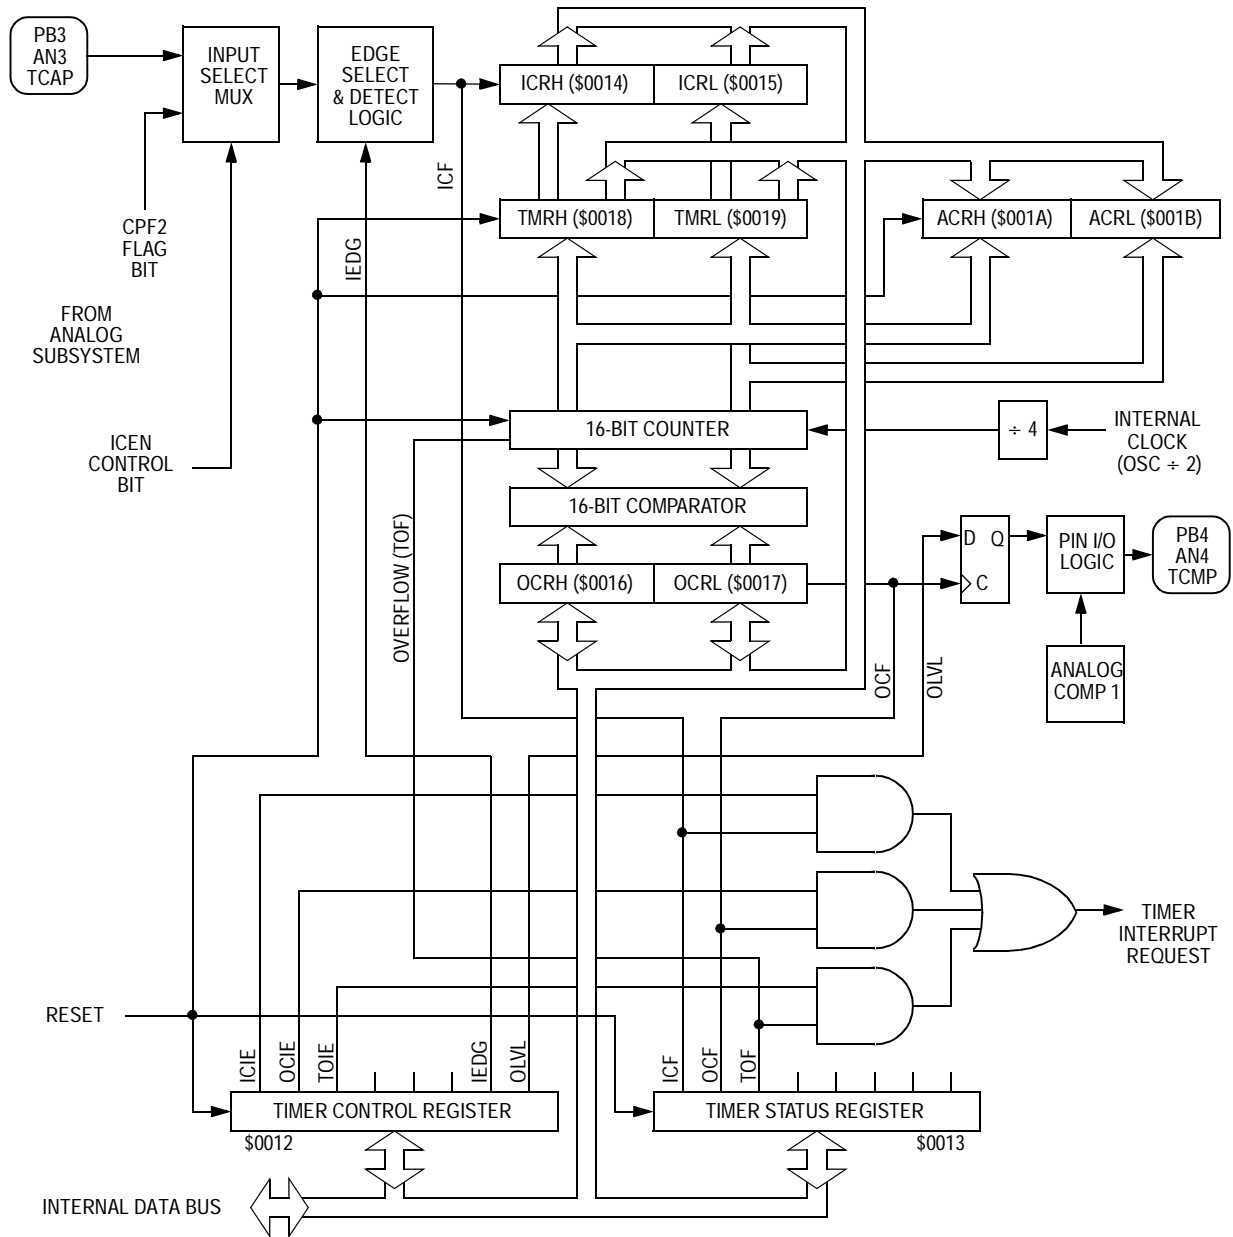 PB3
AN3
TCAP
INPUT
SELECT
MUX
EDGE
SELECT
& DETECT
LOGIC
ICRH ($0014)
ICRL ($0015)
ICF
TMRH ($0018)
TMRL ($0019)
ACRH ($001A)
ACRL ($001B)
CPF2
FLAG
BIT
IEDG
FROM
ANALOG
SUBSYSTEM
16-BIT COUNTER
÷ 4
INTERNAL
CLOCK
(OSC ÷ 2)
ICEN
CONTROL
BIT
16-BIT COMPARATOR
OVERFLOW (TOF)
D Q
C
PIN I/O
LOGIC
PB4
AN4
TCMP
OCRH ($0016)
OCRL ($0017)
OCF
OLVL
ANALOG
COMP 1
TIMER
INTERRUPT
REQUEST
RESET
ICIE
OCIE
TOIE
IEDG
OLVL
ICF
OCF
TOF
TIMER CONTROL REGISTER
TIMER STATUS REGISTER
$0012
$0013
INTERNAL DATA BUS